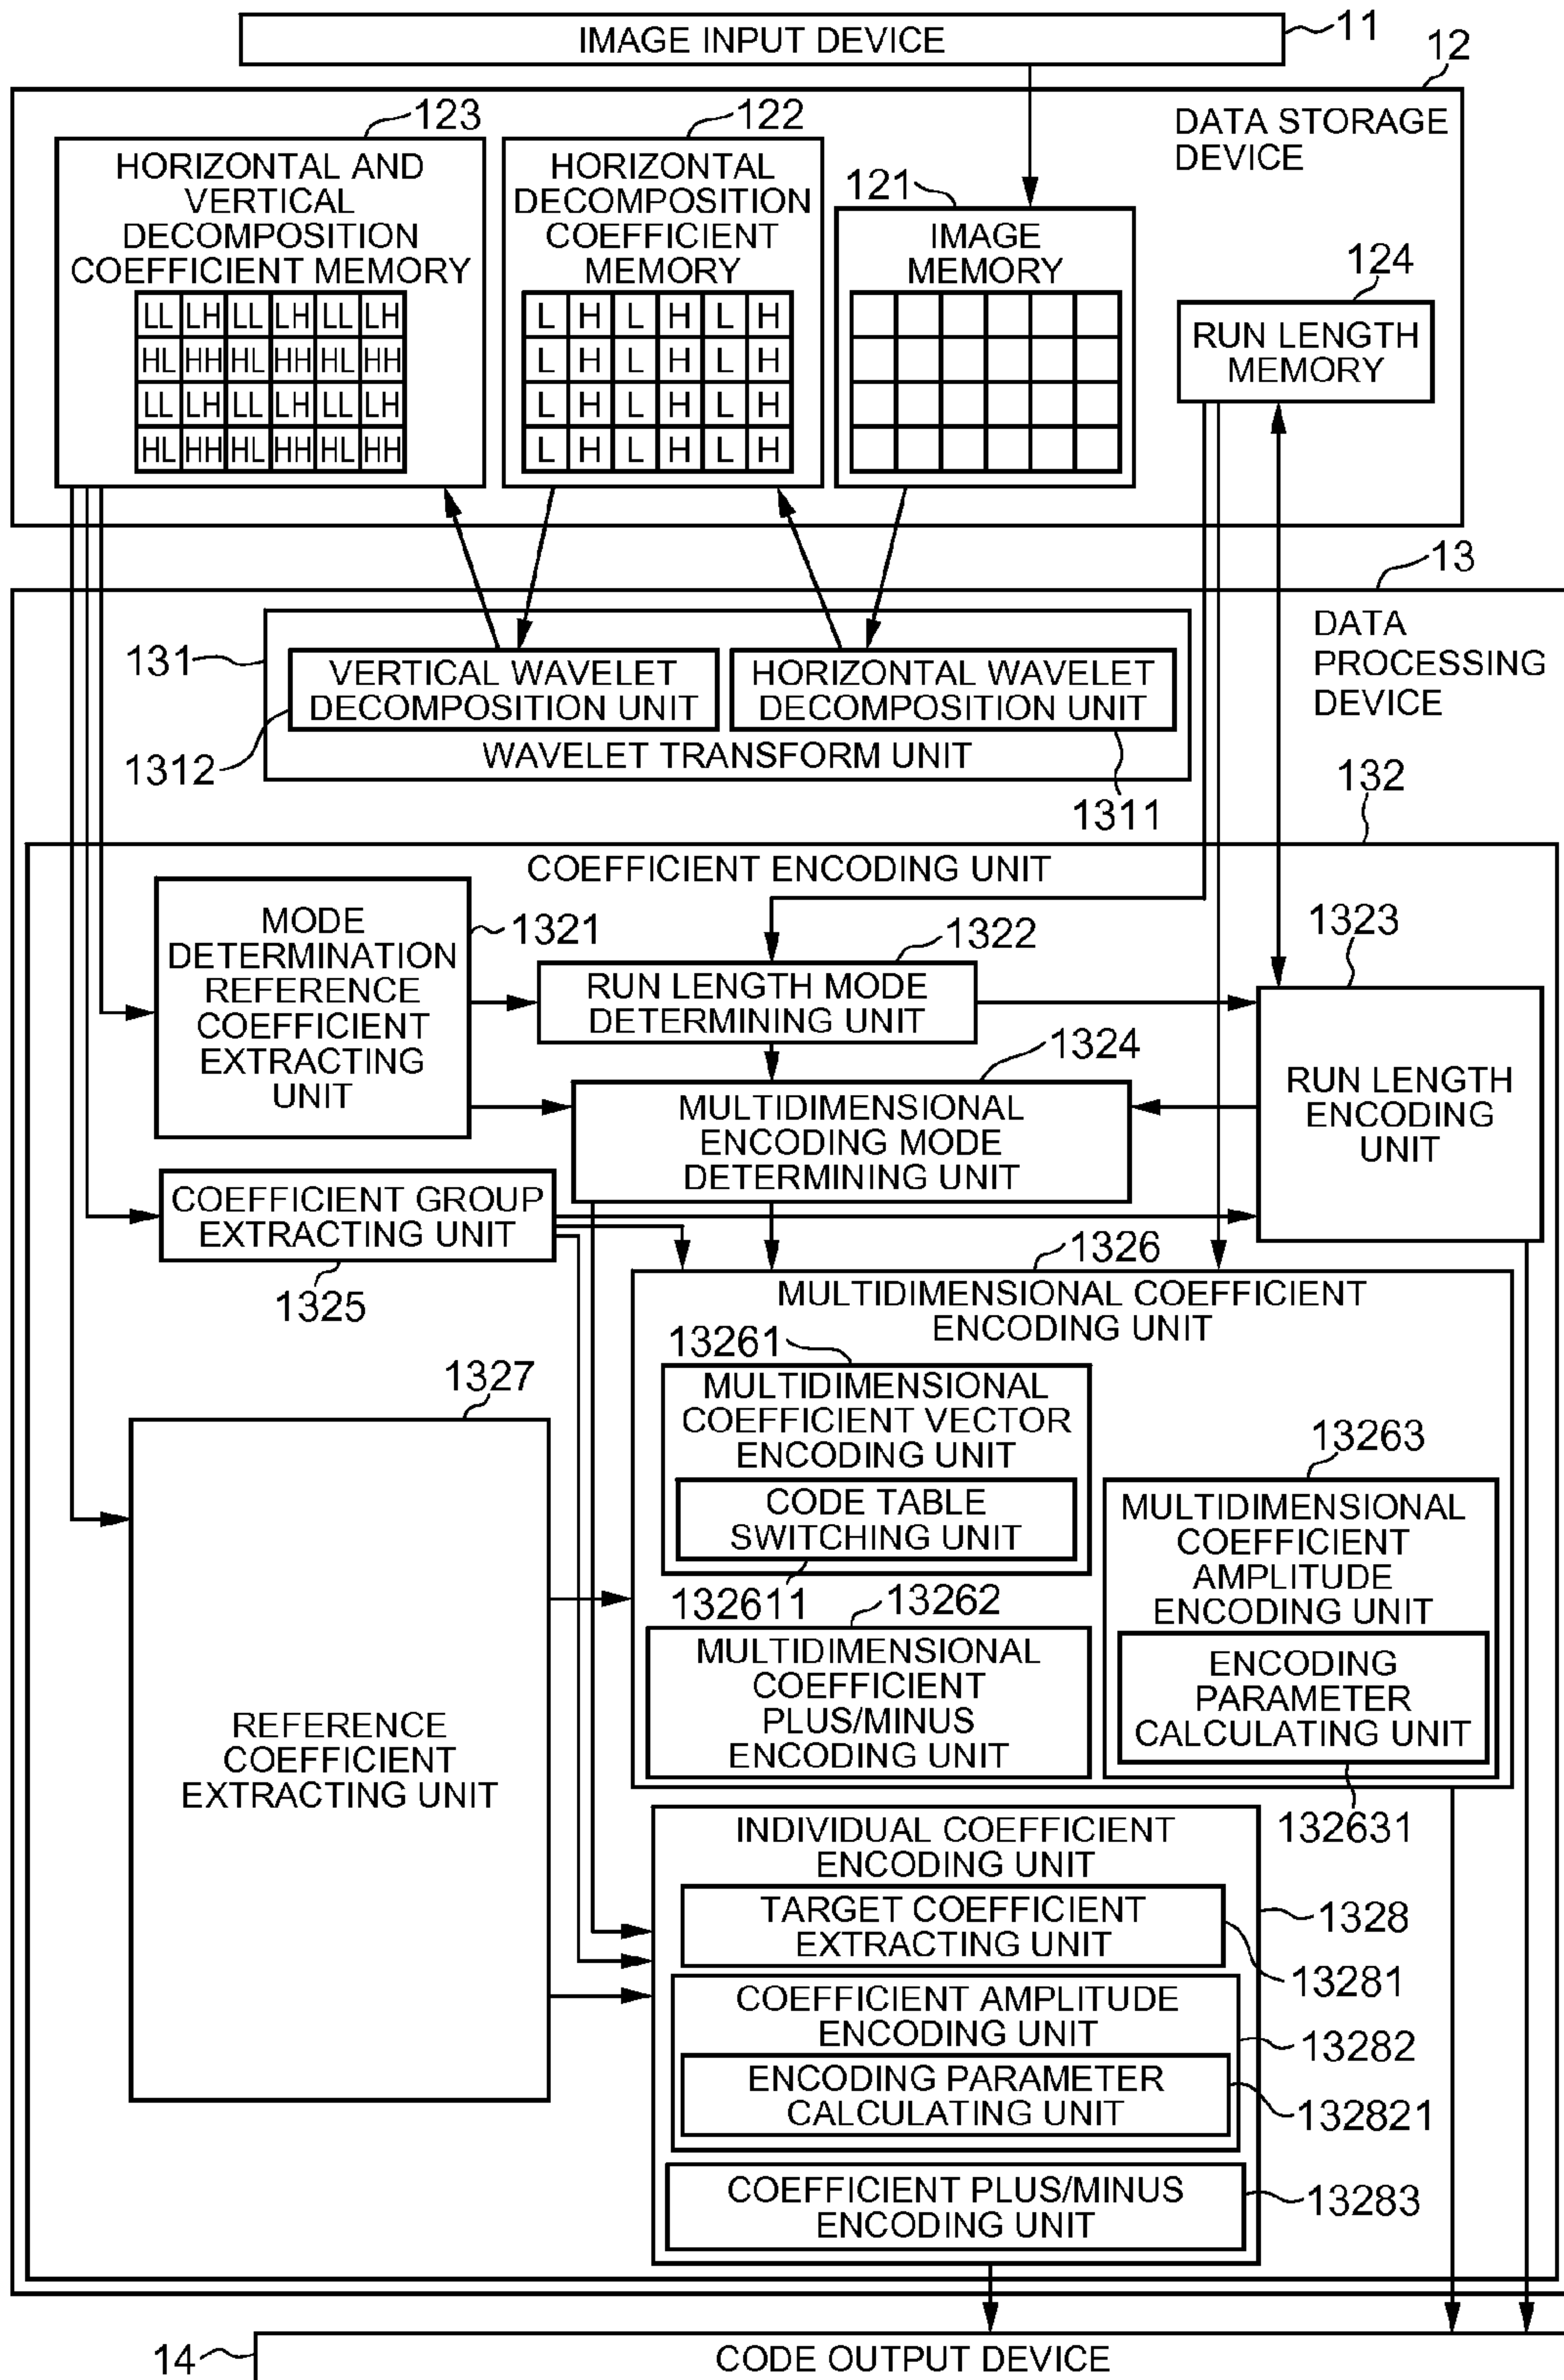 IMAGE INPUT DEVICE
11
12
DATA STORAGE
DEVICE
123
HORIZONTAL AND
VERTICAL
DECOMPOSITION
COEFFICIENT MEMORY
LL LH LL LH LL LH
HL HH HL HH HL HH
LL LH LL LH LL LH
HL HH HL HH HL HH
122
HORIZONTAL
DECOMPOSITION
COEFFICIENT
MEMORY
L H L H L H
L H L H L H
L H L H L H
L H L H L H
121
IMAGE
MEMORY
124
RUN LENGTH
MEMORY
13
DATA
PROCESSING
DEVICE
131
VERTICAL WAVELET
DECOMPOSITION UNIT
1312
HORIZONTAL WAVELET
DECOMPOSITION UNIT
1311
WAVELET TRANSFORM UNIT
132
COEFFICIENT ENCODING UNIT
MODE
DETERMINATION
REFERENCE
COEFFICIENT
EXTRACTING
UNIT
1321
1322
RUN LENGTH MODE
DETERMINING UNIT
1323
RUN LENGTH
ENCODING
UNIT
1324
MULTIDIMENSIONAL
ENCODING MODE
DETERMINING UNIT
COEFFICIENT GROUP
EXTRACTING UNIT
1325
1326
MULTIDIMENSIONAL COEFFICIENT
ENCODING UNIT
13261
MULTIDIMENSIONAL
COEFFICIENT VECTOR
ENCODING UNIT
CODE TABLE
SWITCHING UNIT
132611
13262
MULTIDIMENSIONAL
COEFFICIENT
PLUS/MINUS
ENCODING UNIT
13263
MULTIDIMENSIONAL
COEFFICIENT
AMPLITUDE
ENCODING UNIT
ENCODING
PARAMETER
CALCULATING UNIT
132631
1327
REFERENCE
COEFFICIENT
EXTRACTING UNIT
INDIVIDUAL COEFFICIENT
ENCODING UNIT
1328
TARGET COEFFICIENT
EXTRACTING UNIT
13281
COEFFICIENT AMPLITUDE
ENCODING UNIT
13282
ENCODING PARAMETER
CALCULATING UNIT
132821
COEFFICIENT PLUS/MINUS
ENCODING UNIT
13283
14
CODE OUTPUT DEVICE